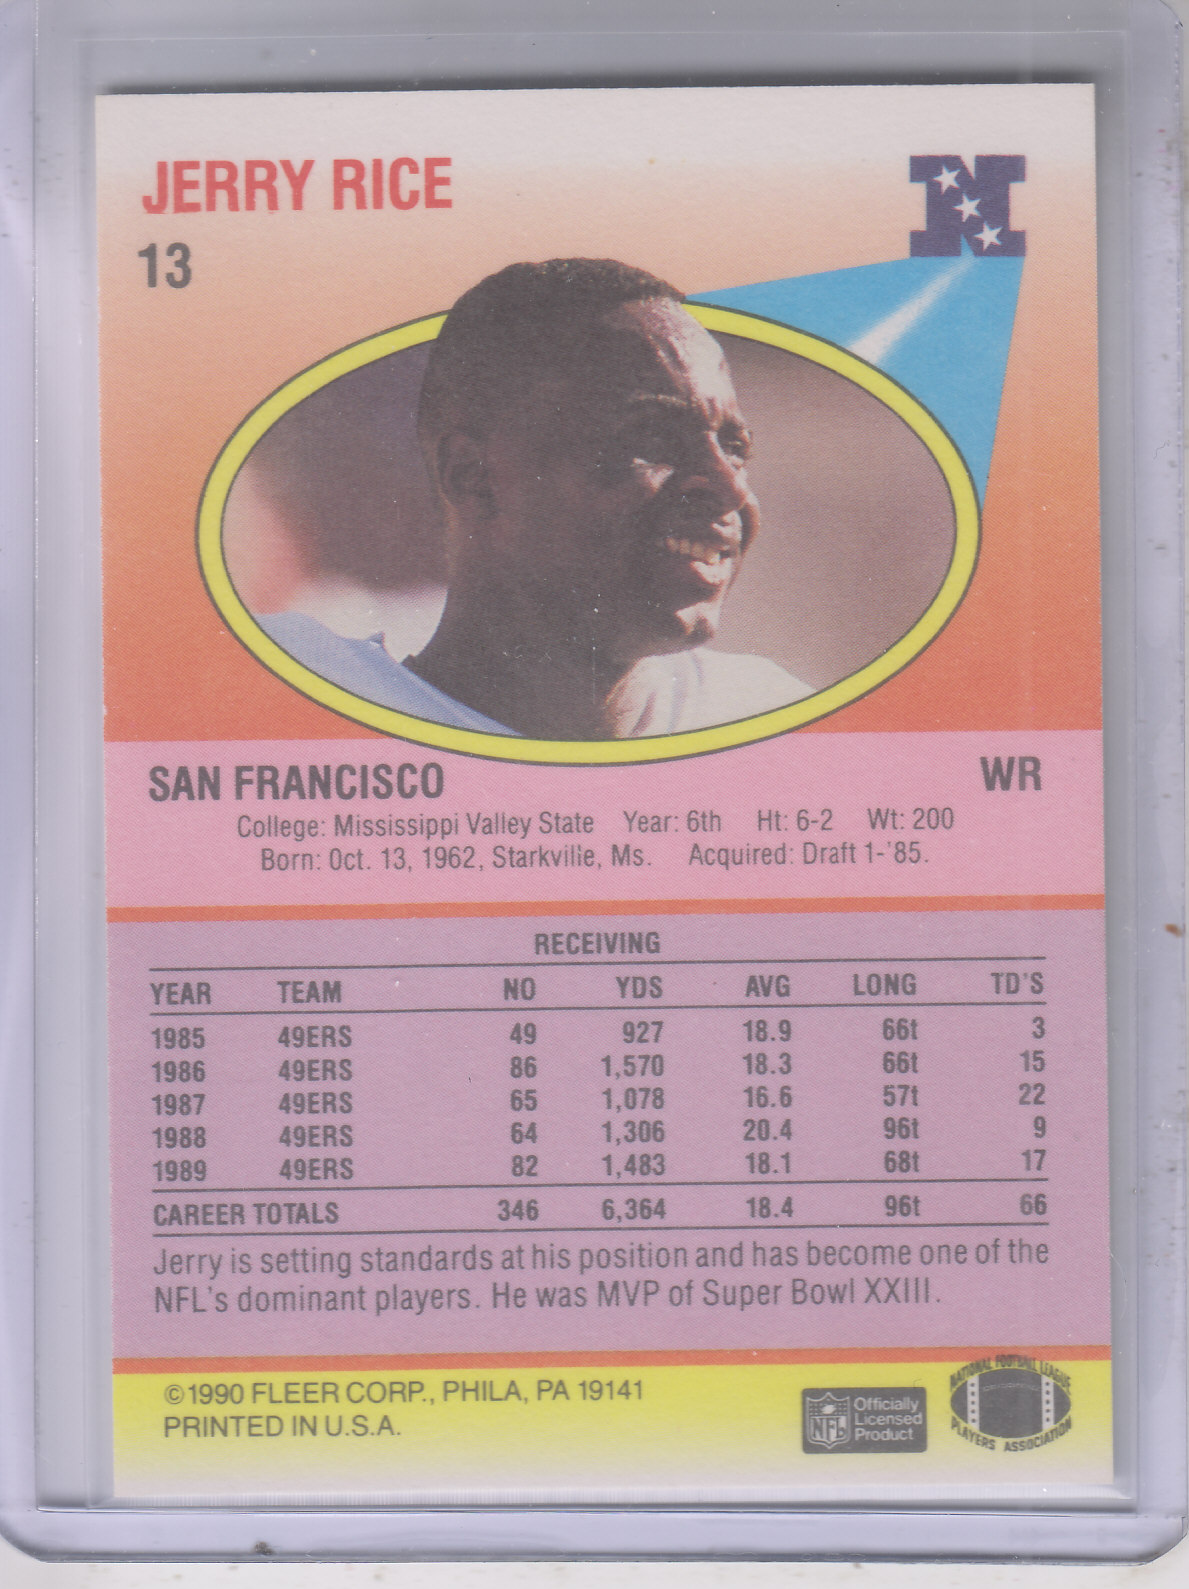 JERRY RICE
13
N
SAN FRANCISCO WR
College: Mississippi Valley State Year: 6th Ht: 6-2 Wt: 200
Born: Oct. 13, 1962, Starkville, Ms. Acquired: Draft 1-'85.
RECEIVING
YEAR TEAM NO YDS AVG LONG TD'S
1985 49ERS 49 927 18.9 66t 3
1986 49ERS 86 1,570 18.3 66t 15
1987 49ERS 65 1,078 16.6 57t 22
1988 49ERS 64 1,306 20.4 96t 9
1989 49ERS 82 1,483 18.1 68t 17
CAREER TOTALS 346 6,364 18.4 96t 66
Jerry is setting standards at his position and has become one of the
NFL's dominant players. He was MVP of Super Bowl XXIII.
©1990 FLEER CORP., PHILA, PA 19141
PRINTED IN U.S.A.
NFL
Officially
Licensed
Product
NATIONAL FOOTBALL LEAGUE
PLAYERS ASSOCIATION